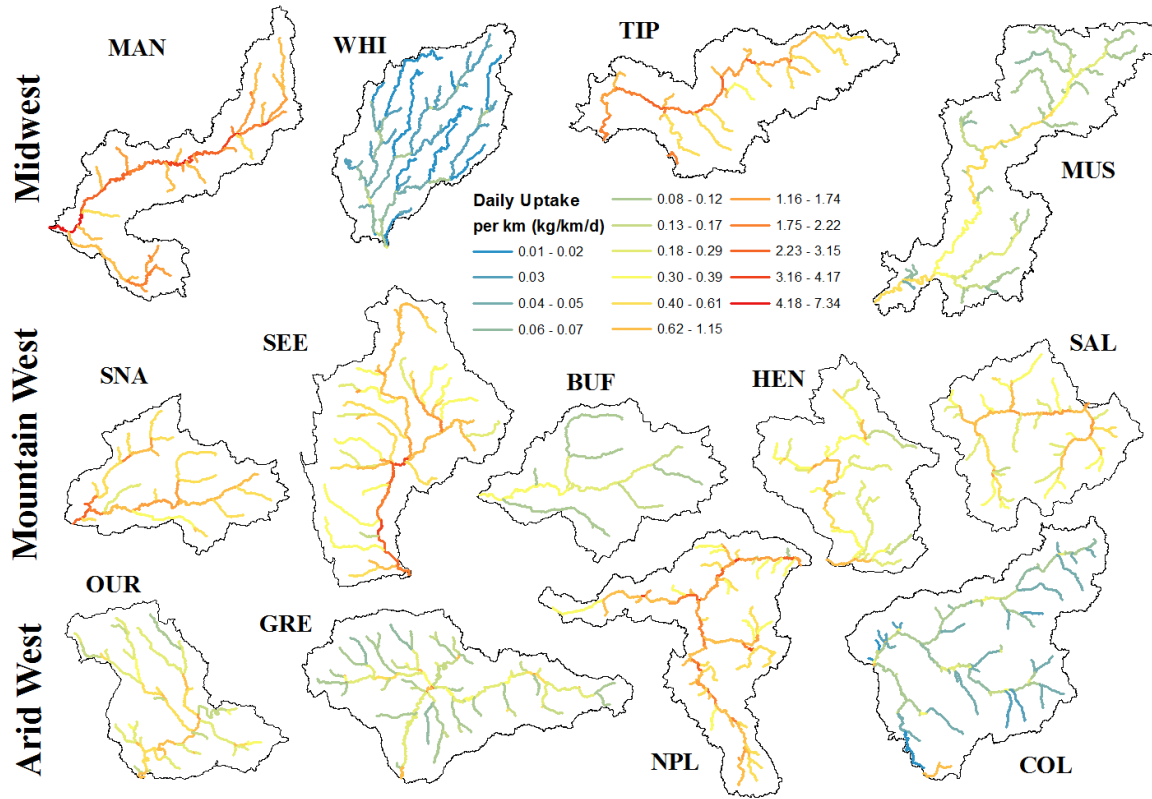 Midwest
MAN
WHI
TIP
MUS
Daily Uptake
per km (kg/km/d)
0.01 - 0.02
0.03
0.04 - 0.05
0.06 - 0.07
0.08 - 0.12
0.13 - 0.17
0.18 - 0.29
0.30 - 0.39
0.40 - 0.61
0.62 - 1.15
1.16 - 1.74
1.75 - 2.22
2.23 - 3.15
3.16 - 4.17
4.18 - 7.34
Mountain West
SNA
SEE
BUF
HEN
SAL
Arid West
OUR
GRE
NPL
COL